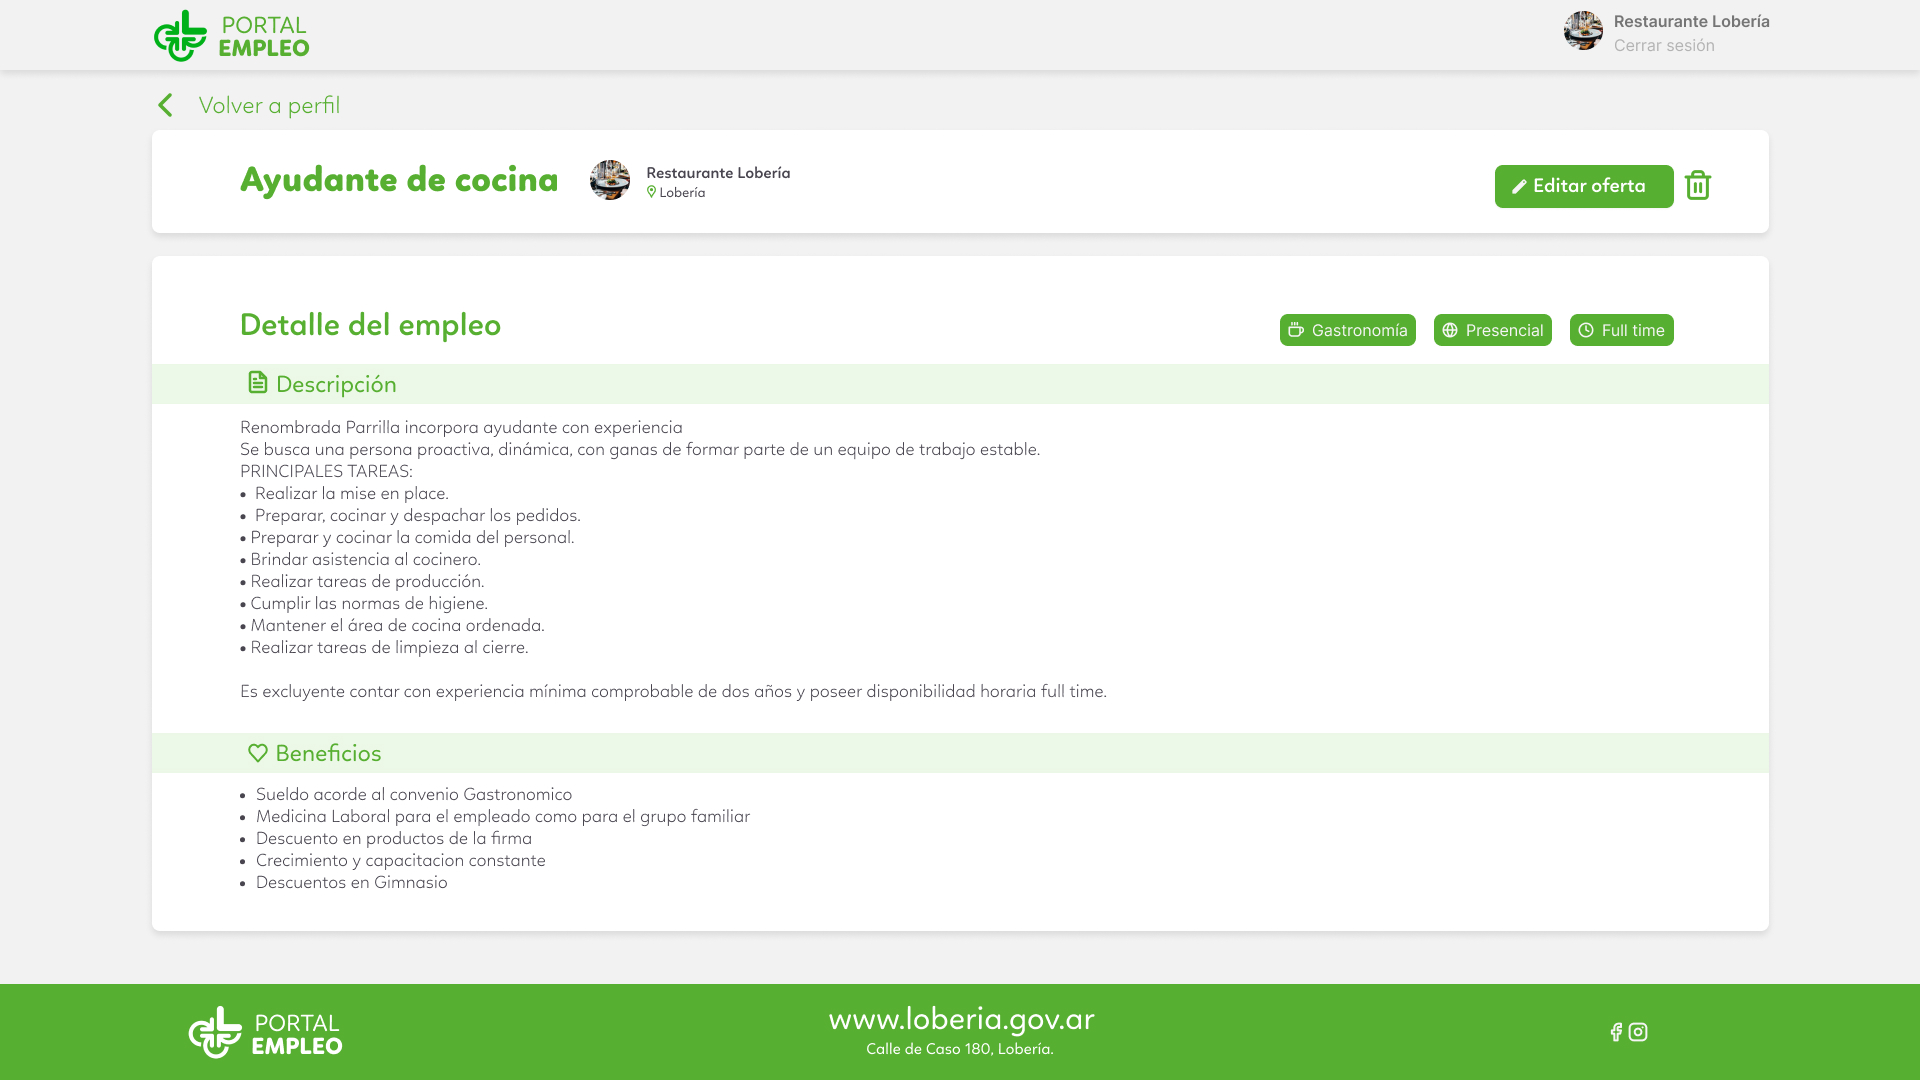 PORTAL
EMPLEO
Restaurante Lobería
Cerrar sesión
Volver a perfil
Ayudante de cocina
Restaurante Lobería
Lobería
Editar oferta
Detalle del empleo
Gastronomía
Presencial
Full time
Descripción
Renombrada Parrilla incorpora ayudante con experiencia
Se busca una persona proactiva, dinámica, con ganas de formar parte de un equipo de trabajo estable.
PRINCIPALES TAREAS:
• Realizar la mise en place.
• Preparar, cocinar y despachar los pedidos.
• Preparar y cocinar la comida del personal.
• Brindar asistencia al cocinero.
• Realizar tareas de producción.
• Cumplir las normas de higiene.
• Mantener el área de cocina ordenada.
• Realizar tareas de limpieza al cierre.
Es excluyente contar con experiencia mínima comprobable de dos años y poseer disponibilidad horaria full time.
Beneficios
• Sueldo acorde al convenio Gastronomico
• Medicina Laboral para el empleado como para el grupo familiar
• Descuento en productos de la firma
• Crecimiento y capacitacion constante
• Descuentos en Gimnasio
PORTAL
EMPLEO
www.loberia.gov.ar
Calle de Caso 180, Lobería.